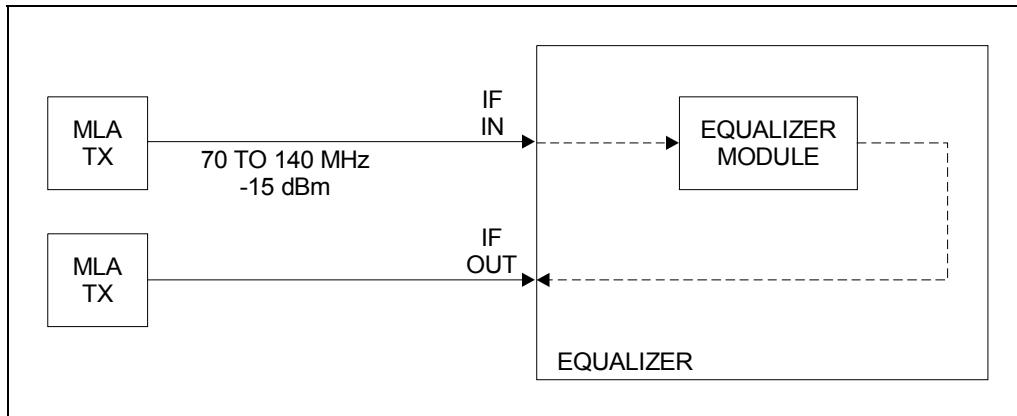 MLA
TX
70 TO 140 MHz
-15 dBm
IF
IN
EQUALIZER
MODULE
MLA
TX
IF
OUT
EQUALIZER